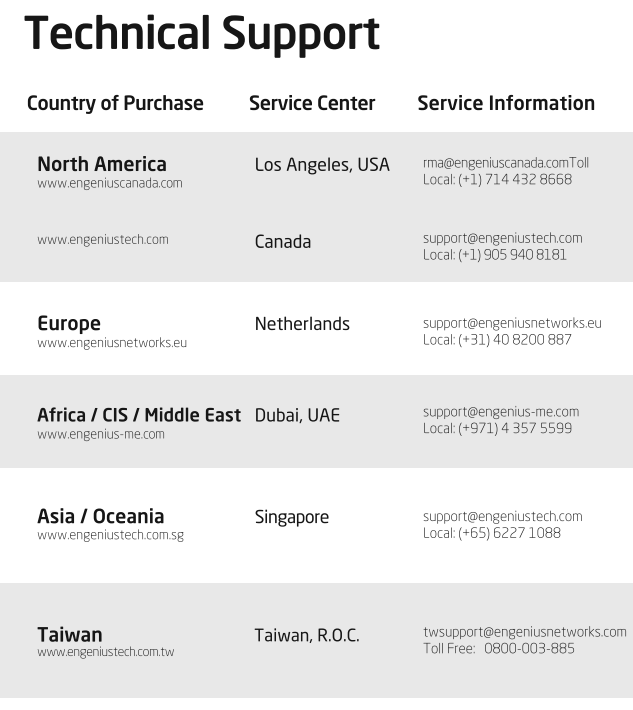 Technical Support
Country of Purchase Service Center Service Information
North America Los Angeles, USA rma@engeniuscanada.comToll
www.engeniuscanada.com Local: (+1) 714 432 8668
www.engeniustech.com Canada support@engeniustech.com
Local: (+1) 905 940 8181
Europe Netherlands support@engeniusnetworks.eu
www.engeniusnetworks.eu Local: (+31) 40 8200 887
Africa / CIS / Middle East Dubai, UAE support@engenius-me.com
www.engenius-me.com Local: (+971) 4 357 5599
Asia / Oceania Singapore support@engeniustech.com
www.engeniustech.com.sg Local: (+65) 6227 1088
Taiwan Taiwan, R.O.C. twsupport@engeniusnetworks.com
www.engeniustech.com.tw Toll Free: 0800-003-885